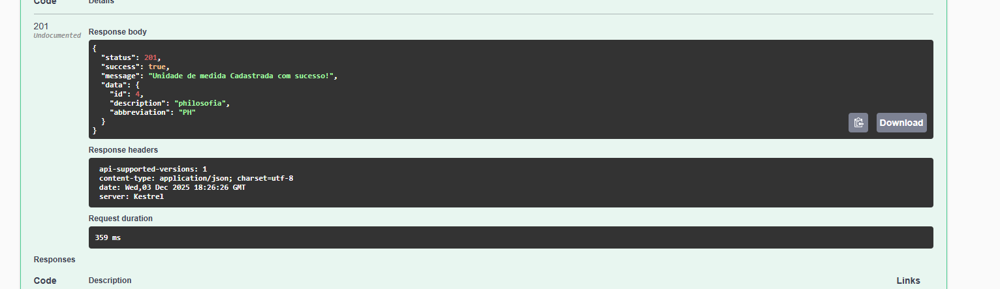 Code Details
201
Undocumented
Response body
{
  "status": 201,
  "success": true,
  "message": "Unidade de medida Cadastrada com sucesso!",
  "data": {
    "id": 4,
    "description": "philosofia",
    "abbreviation": "PH"
  }
}
Download
Response headers
api-supported-versions: 1
content-type: application/json; charset=utf-8
date: Wed,03 Dec 2025 18:26:26 GMT
server: Kestrel
Request duration
359 ms
Responses
Code Description Links